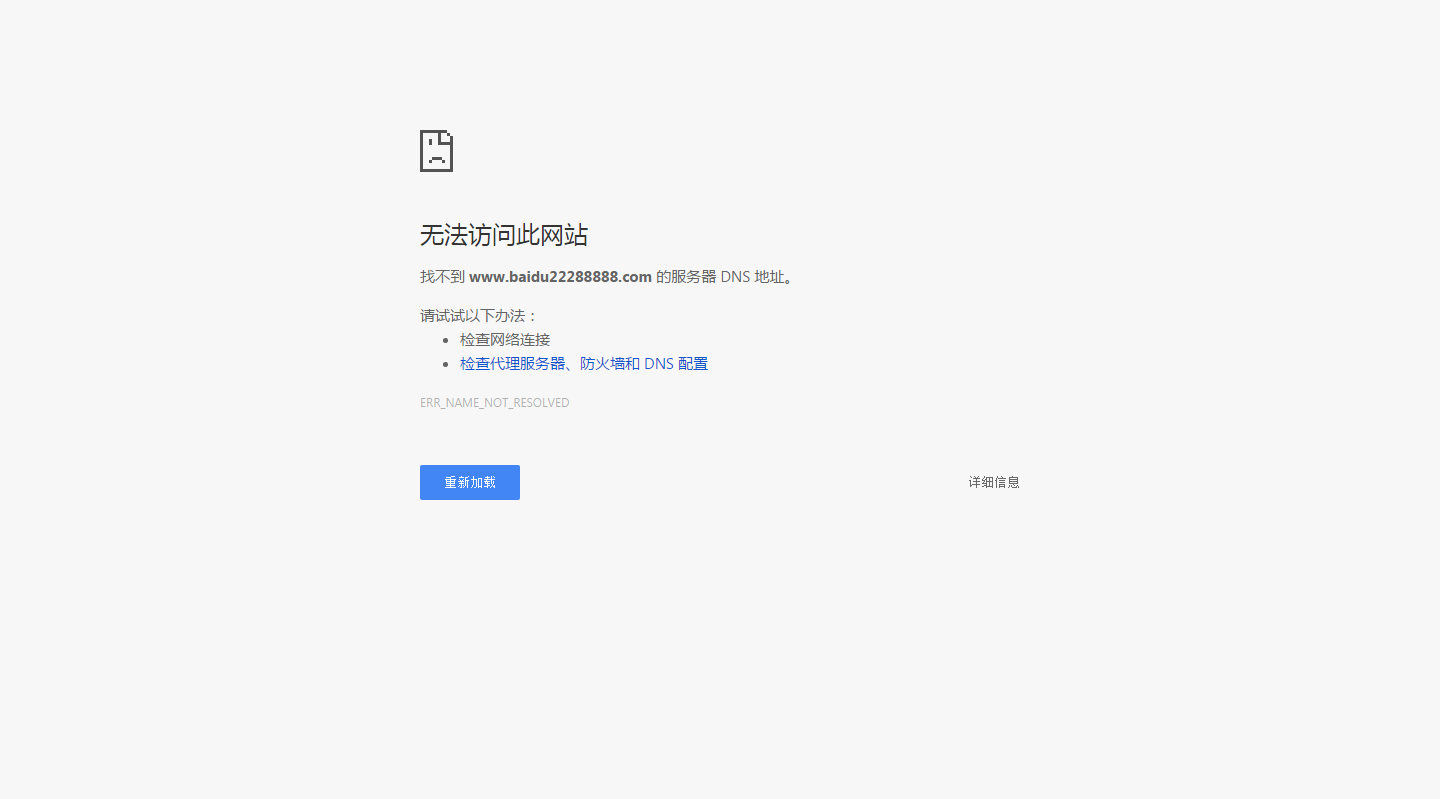 无法访问此网站
找不到 www.baidu22288888.com 的服务器 DNS 地址。
请试试以下办法：
检查网络连接
检查代理服务器、防火墙和 DNS 配置
ERR_NAME_NOT_RESOLVED
重新加载 详细信息